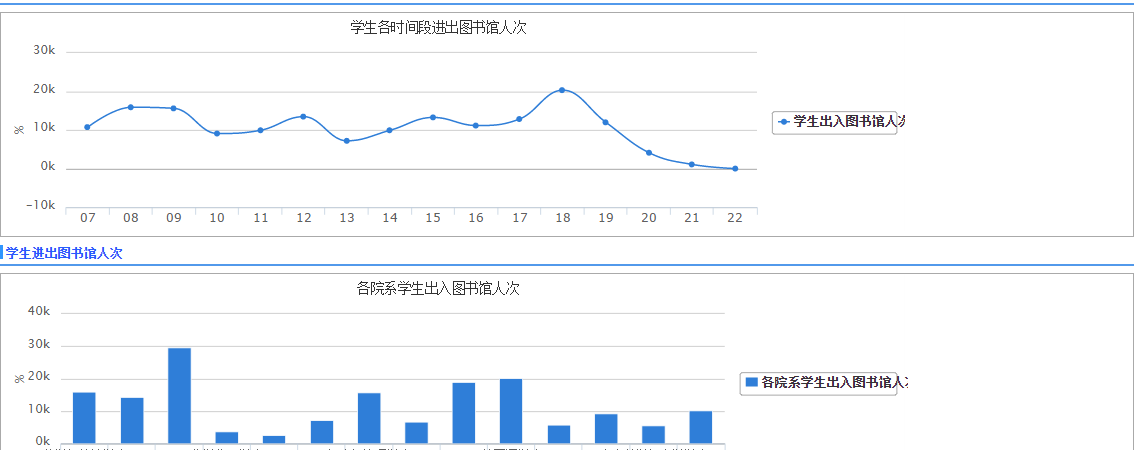 学生各时间段进出图书馆人次
30k
20k
10k
0k
-10k
%
07 08 09 10 11 12 13 14 15 16 17 18 19 20 21 22
学生出入图书馆人
学生进出图书馆人次
各院系学生出入图书馆人次
40k
30k
20k
10k
0k
%
各院系学生出入图书馆人